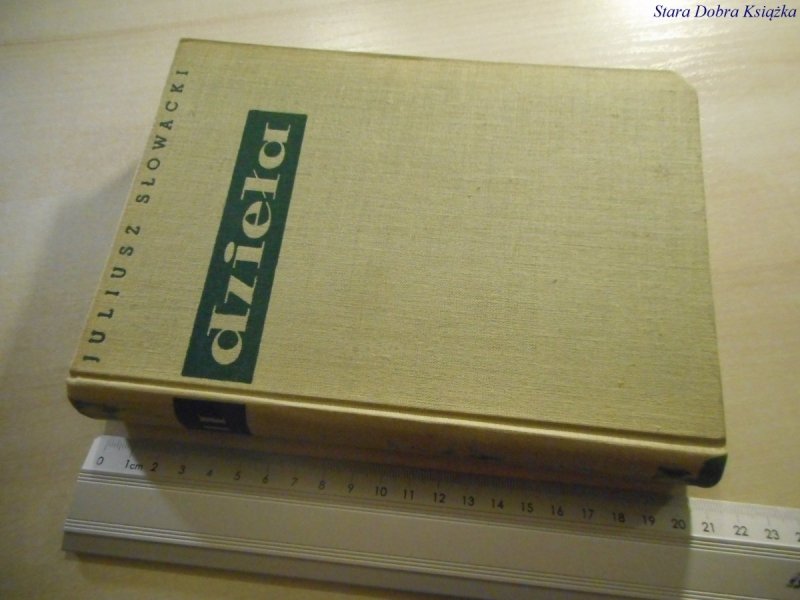 Stara Dobra Książka
JULIUSZ SŁOWACKI
dzieła
0 1cm 2 3 4 5 6 7 8 9 10 11 12 13 14 15 16 17 18 19 20 21 22 23